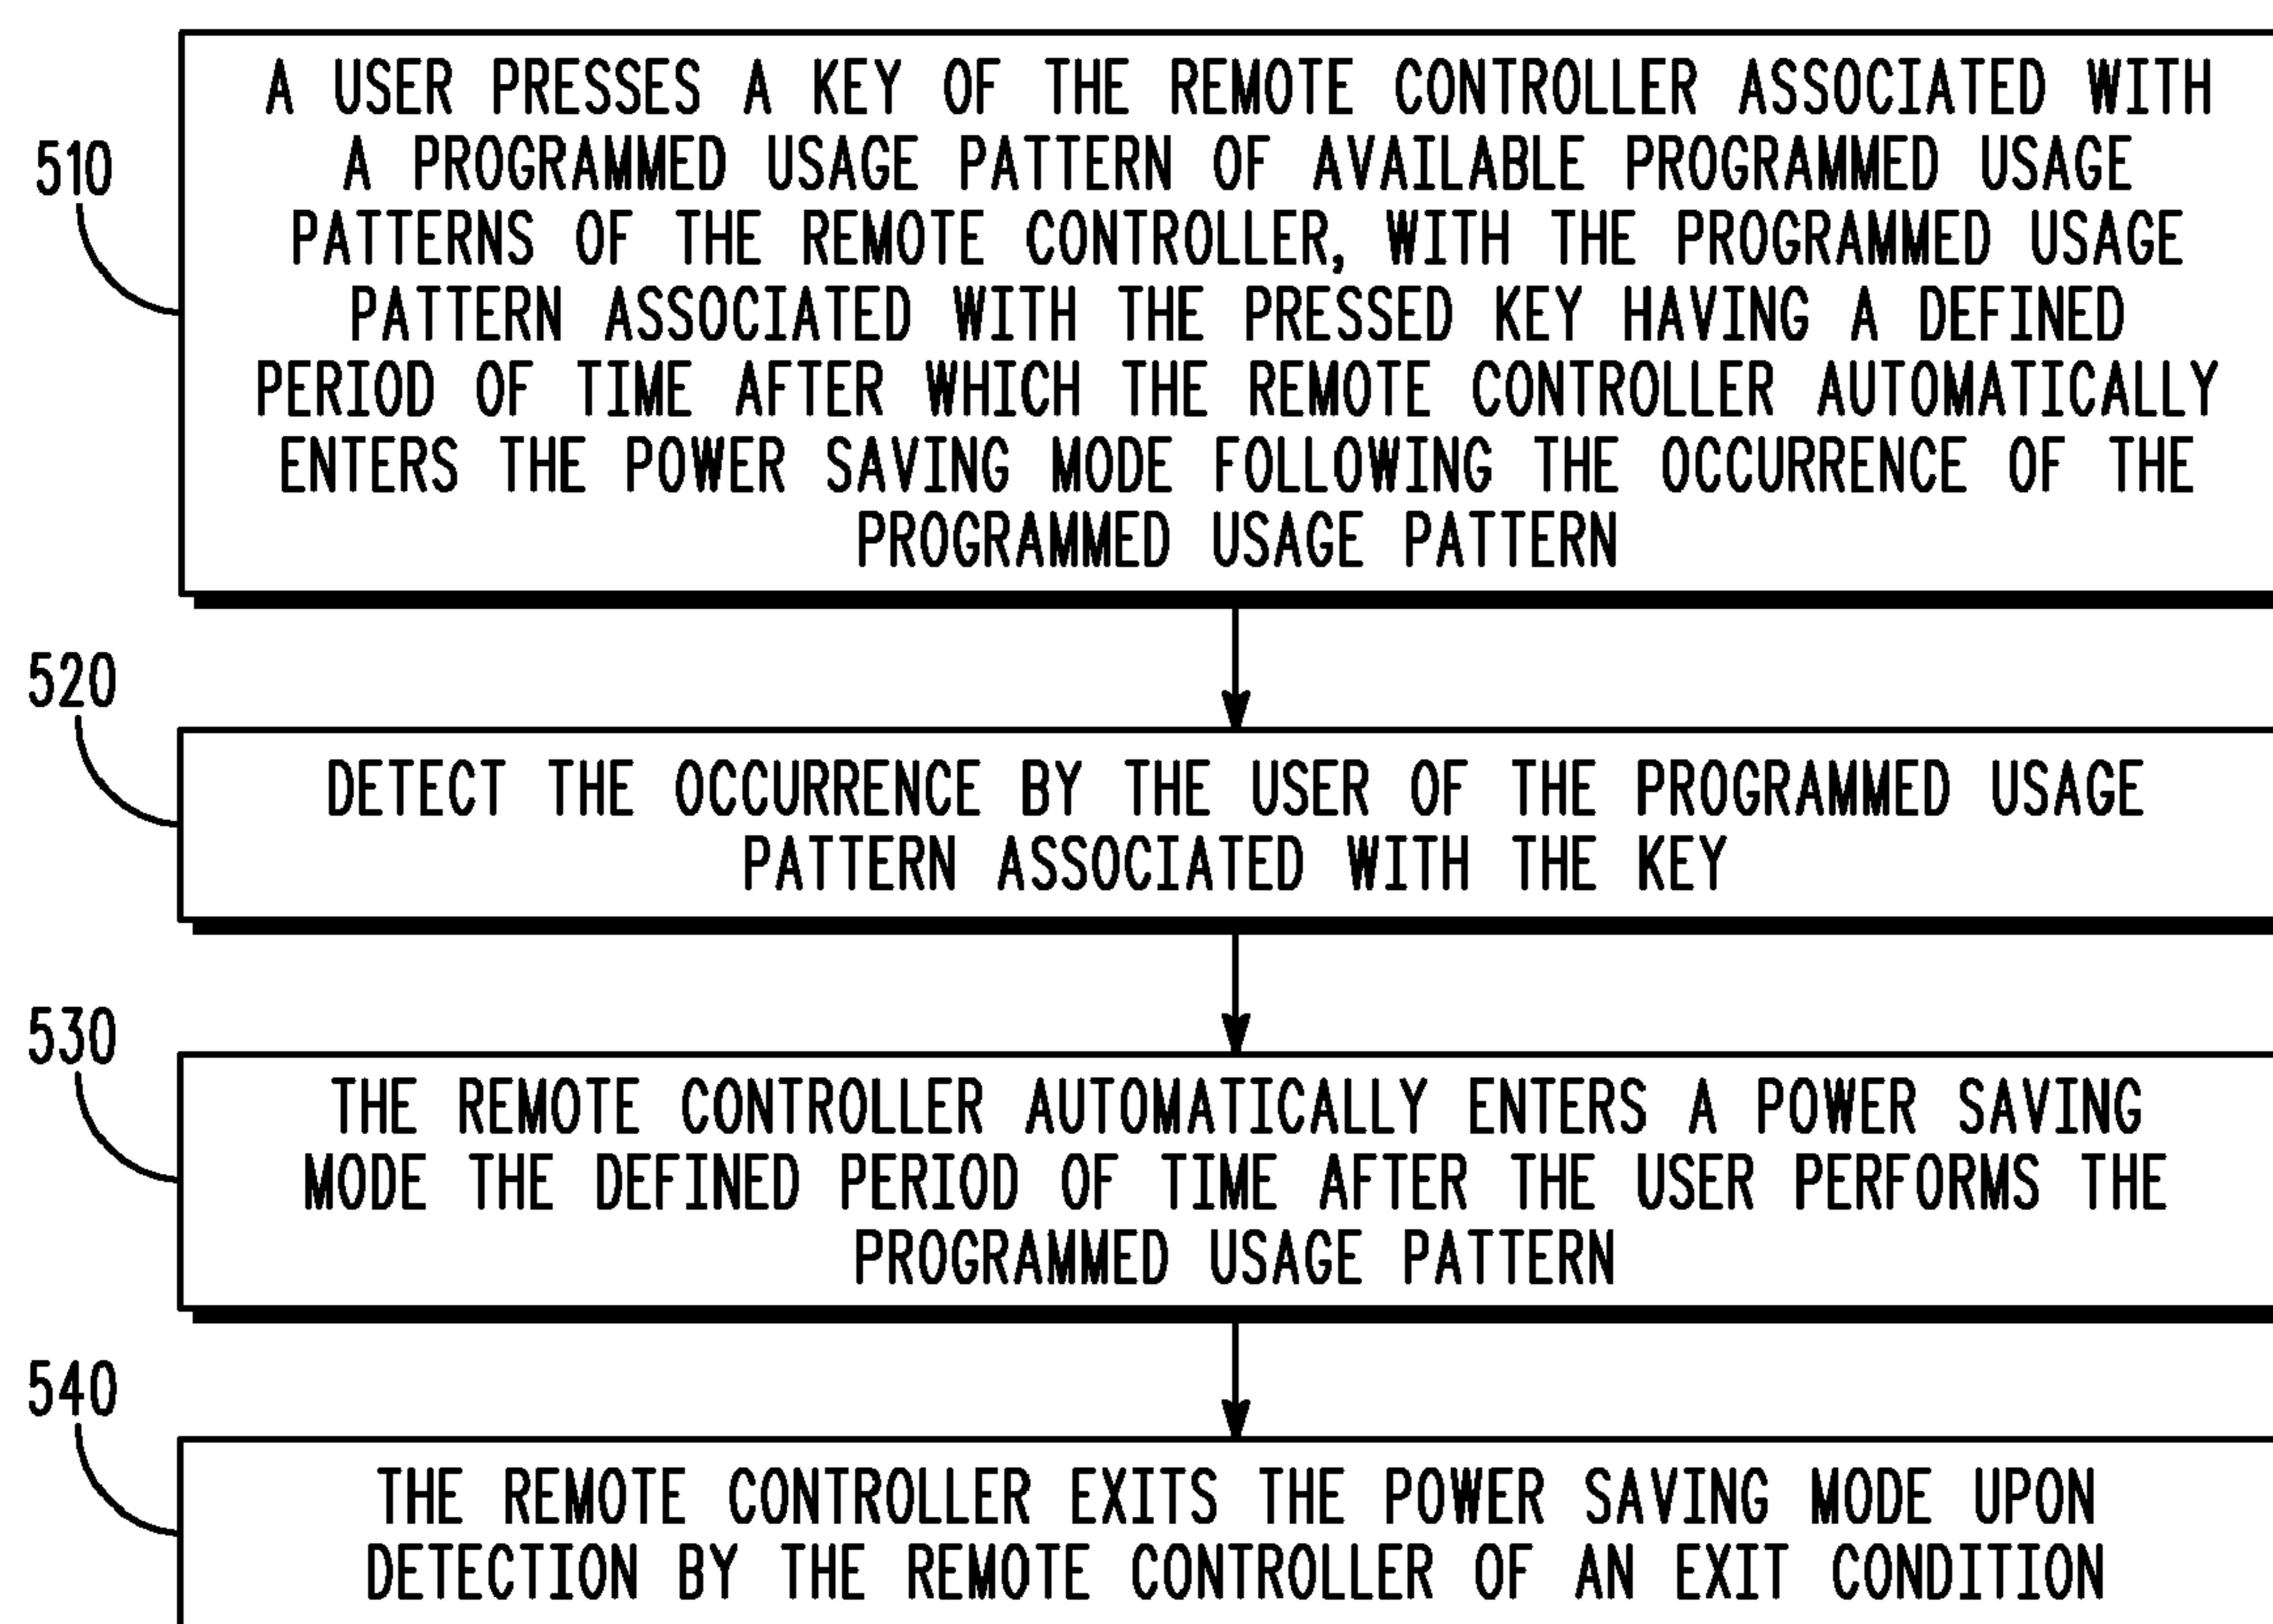 510
A USER PRESSES A KEY OF THE REMOTE CONTROLLER ASSOCIATED WITH
A PROGRAMMED USAGE PATTERN OF AVAILABLE PROGRAMMED USAGE
PATTERNS OF THE REMOTE CONTROLLER, WITH THE PROGRAMMED USAGE
PATTERN ASSOCIATED WITH THE PRESSED KEY HAVING A DEFINED
PERIOD OF TIME AFTER WHICH THE REMOTE CONTROLLER AUTOMATICALLY
ENTERS THE POWER SAVING MODE FOLLOWING THE OCCURRENCE OF THE
PROGRAMMED USAGE PATTERN
520
DETECT THE OCCURRENCE BY THE USER OF THE PROGRAMMED USAGE
PATTERN ASSOCIATED WITH THE KEY
530
THE REMOTE CONTROLLER AUTOMATICALLY ENTERS A POWER SAVING
MODE THE DEFINED PERIOD OF TIME AFTER THE USER PERFORMS THE
PROGRAMMED USAGE PATTERN
540
THE REMOTE CONTROLLER EXITS THE POWER SAVING MODE UPON
DETECTION BY THE REMOTE CONTROLLER OF AN EXIT CONDITION